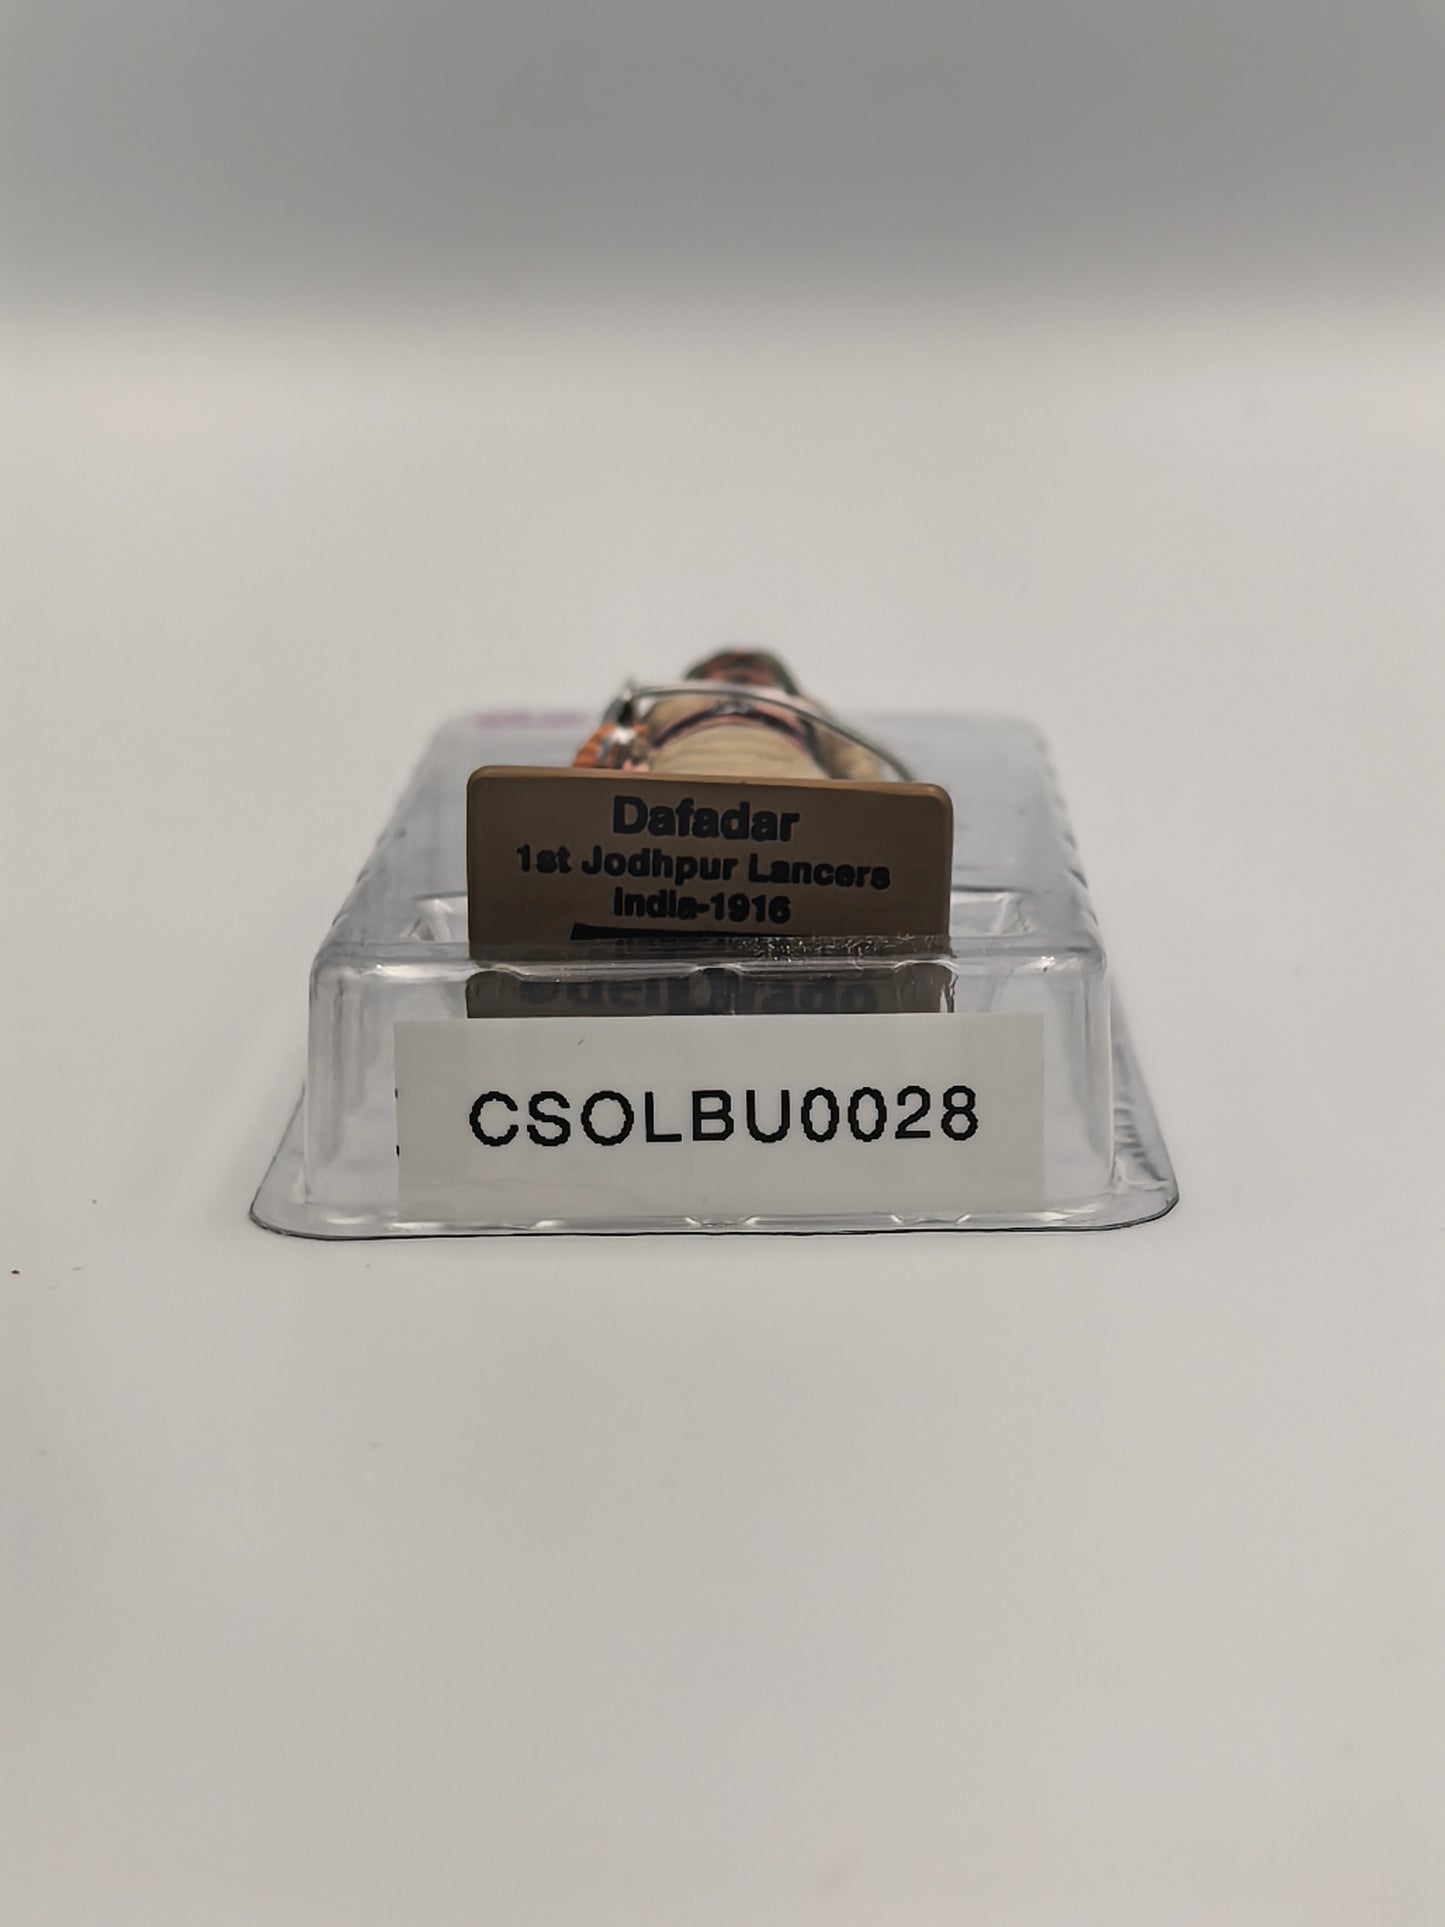 Dafadar
1st Jodhpur Lancers
India-1916
CSOLBU0028